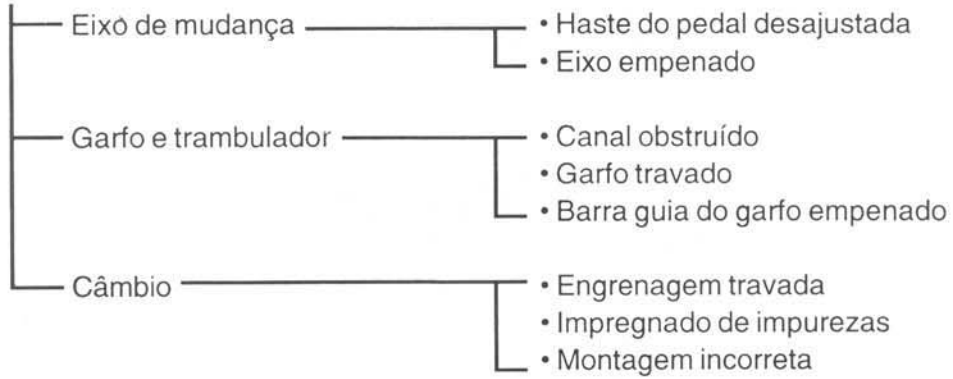 Eixo de mudança • Haste do pedal desajustada
• Eixo empenado
Garfo e trambulador • Canal obstruído
• Garfo travado
• Barra guia do garfo empenado
Câmbio • Engrenagem travada
• Impregnado de impurezas
• Montagem incorreta